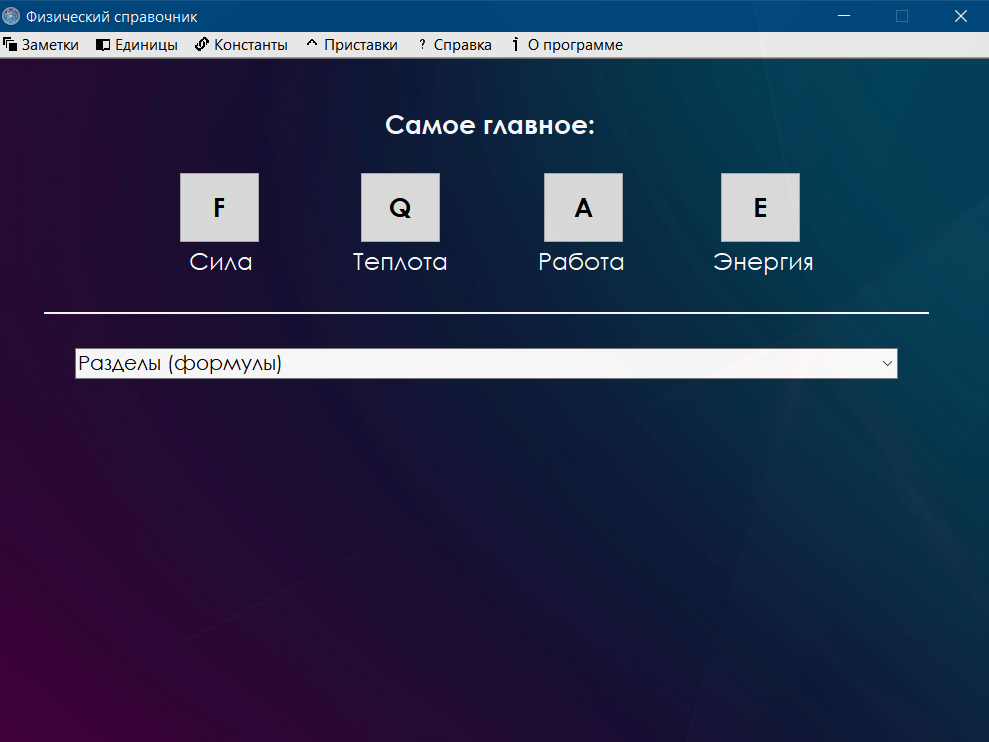 Физический справочник
Заметки Единицы Константы Приставки ? Справка О программе
Самое главное:
F Q A E
Сила Теплота Работа Энергия
Разделы (формулы)